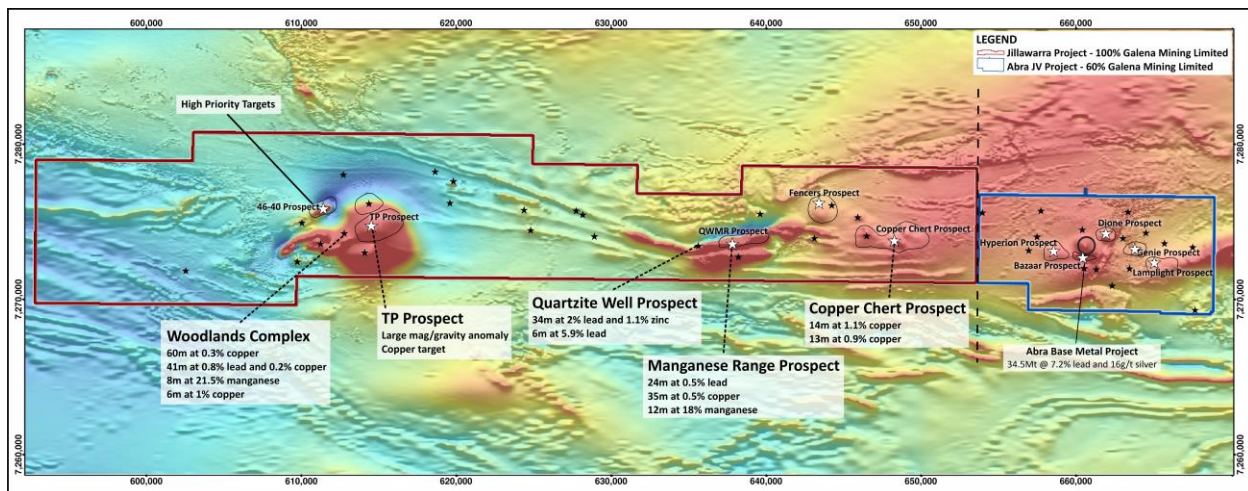 600,000
610,000
620,000
630,000
640,000
650,000
660,000
LEGEND
Jillawarra Project - 100% Galena Mining Limited
Abra JV Project - 60% Galena Mining Limited
High Priority Targets
7,280,000
7,280,000
46-40 Prospect
TP Prospect
Fencers Prospect
QWMR Prospect
Copper Chert Prospect
Dione Prospect
Hyperion Prospect
Genie Prospect
Bazaar Prospect
Lamplight Prospect
7,270,000
7,270,000
Woodlands Complex
60m at 0.3% copper
41m at 0.8% lead and 0.2% copper
8m at 21.5% manganese
6m at 1% copper
TP Prospect
Large mag/gravity anomaly
Copper target
Quartzite Well Prospect
34m at 2% lead and 1.1% zinc
6m at 5.9% lead
Manganese Range Prospect
24m at 0.5% lead
35m at 0.5% copper
12m at 18% manganese
Copper Chert Prospect
14m at 1.1% copper
13m at 0.9% copper
Abra Base Metal Project
34.5Mt @ 7.2% lead and 16g/t silver
7,260,000
7,260,000
600,000
610,000
620,000
630,000
640,000
650,000
660,000